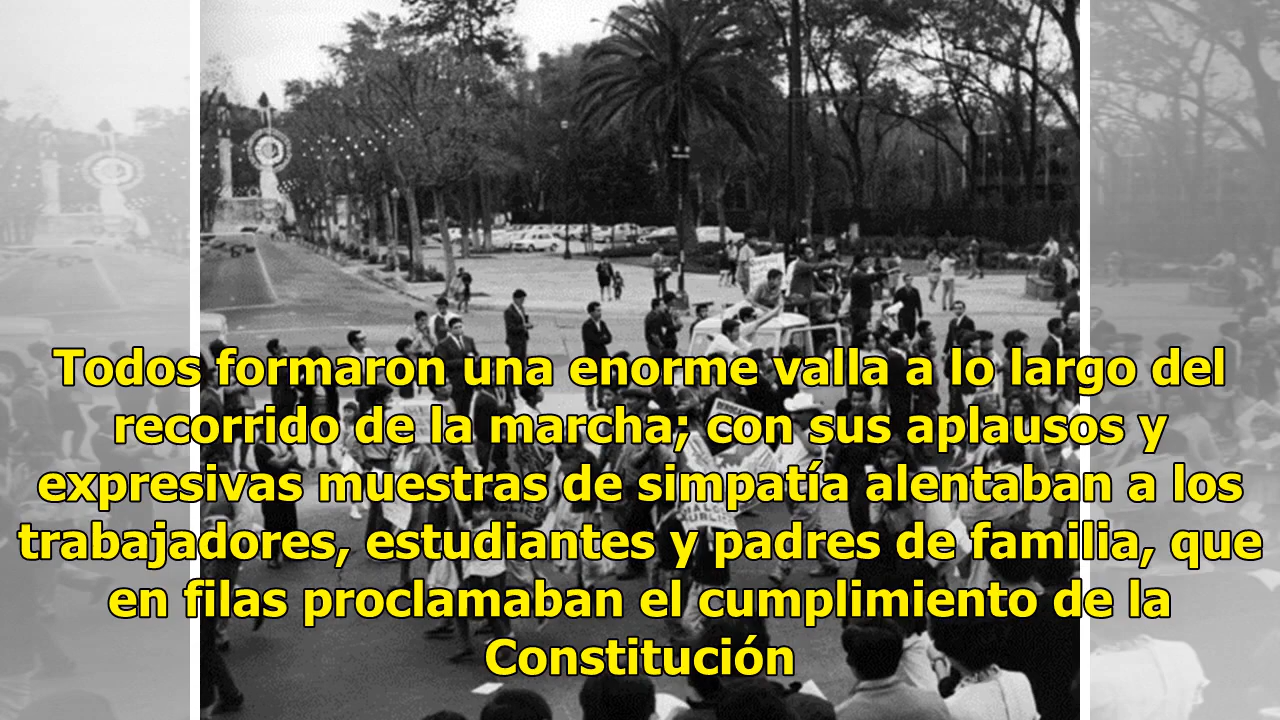 Todos formaron una enorme valla a lo largo del
recorrido de la marcha; con sus aplausos y
expresivas muestras de simpatía alentaban a los
trabajadores, estudiantes y padres de familia, que
en filas proclamaban el cumplimiento de la
Constitución